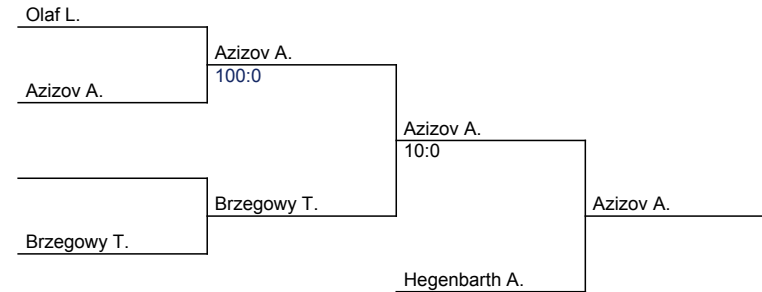 Olaf L.
Azizov A.
100:0
Azizov A.
Azizov A.
10:0
Brzegowy T.
Azizov A.
Brzegowy T.
Hegenbarth A.